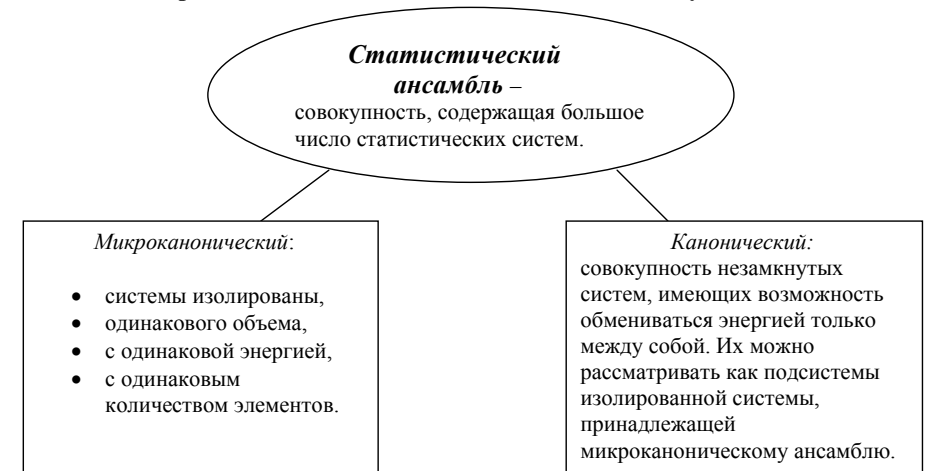 Статистический
ансамбль –
совокупность, содержащая большое
число статистических систем.
Микроканонический:
• системы изолированы,
• одинакового объема,
• с одинаковой энергией,
• с одинаковым
количеством элементов.
Канонический:
совокупность незамкнутых
систем, имеющих возможность
обмениваться энергией только
между собой. Их можно
рассматривать как подсистемы
изолированной системы,
принадлежащей
микроканоническому ансамблю.